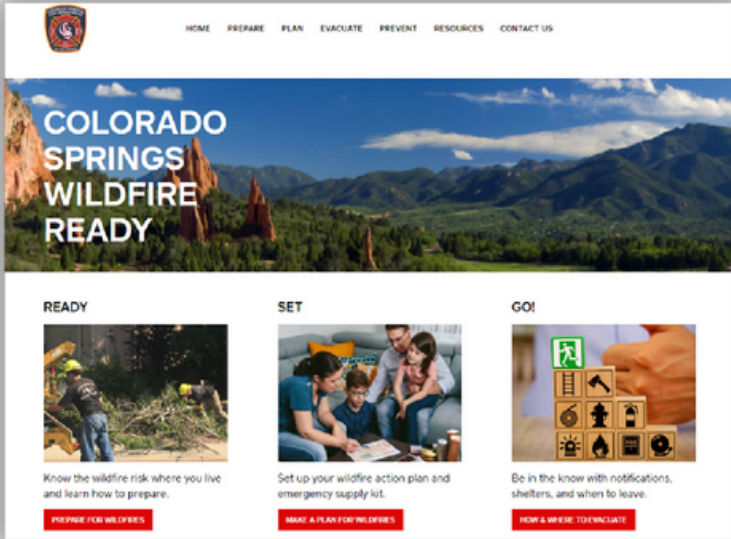 HOME PREPARE PLAN EVACUATE PREVENT RESOURCES CONTACT US
COLORADO
SPRINGS
WILDFIRE
READY
READY
SET
GO!
Know the wildfire risk where you live
and learn how to prepare.
PREPARE FOR WILDFIRES
Set up your wildfire action plan and
emergency supply kit.
MAKE A PLAN FOR WILDFIRES
Be in the know with notifications,
shelters, and when to leave.
HOW & WHERE TO EVACUATE